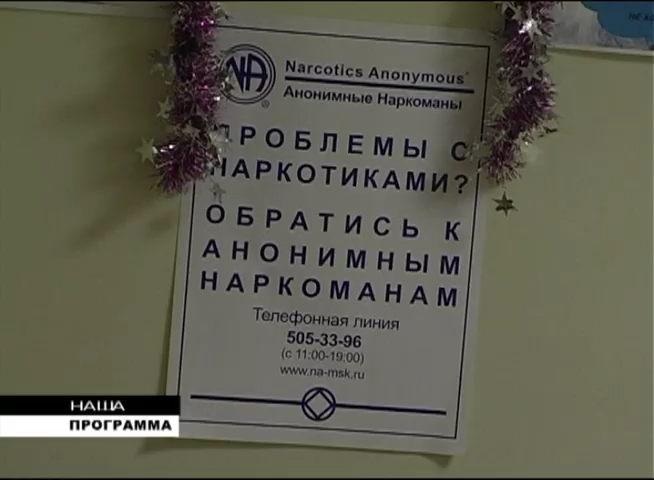 NA
®
Narcotics Anonymous®
Анонимные Наркоманы
ПРОБЛЕМЫ С
НАРКОТИКАМИ?
ОБРАТИСЬ К
АНОНИМНЫМ
НАРКОМАНАМ
Телефонная линия
505-33-96
(с 11:00-19:00)
www.na-msk.ru
НАША
ПРОГРАММА